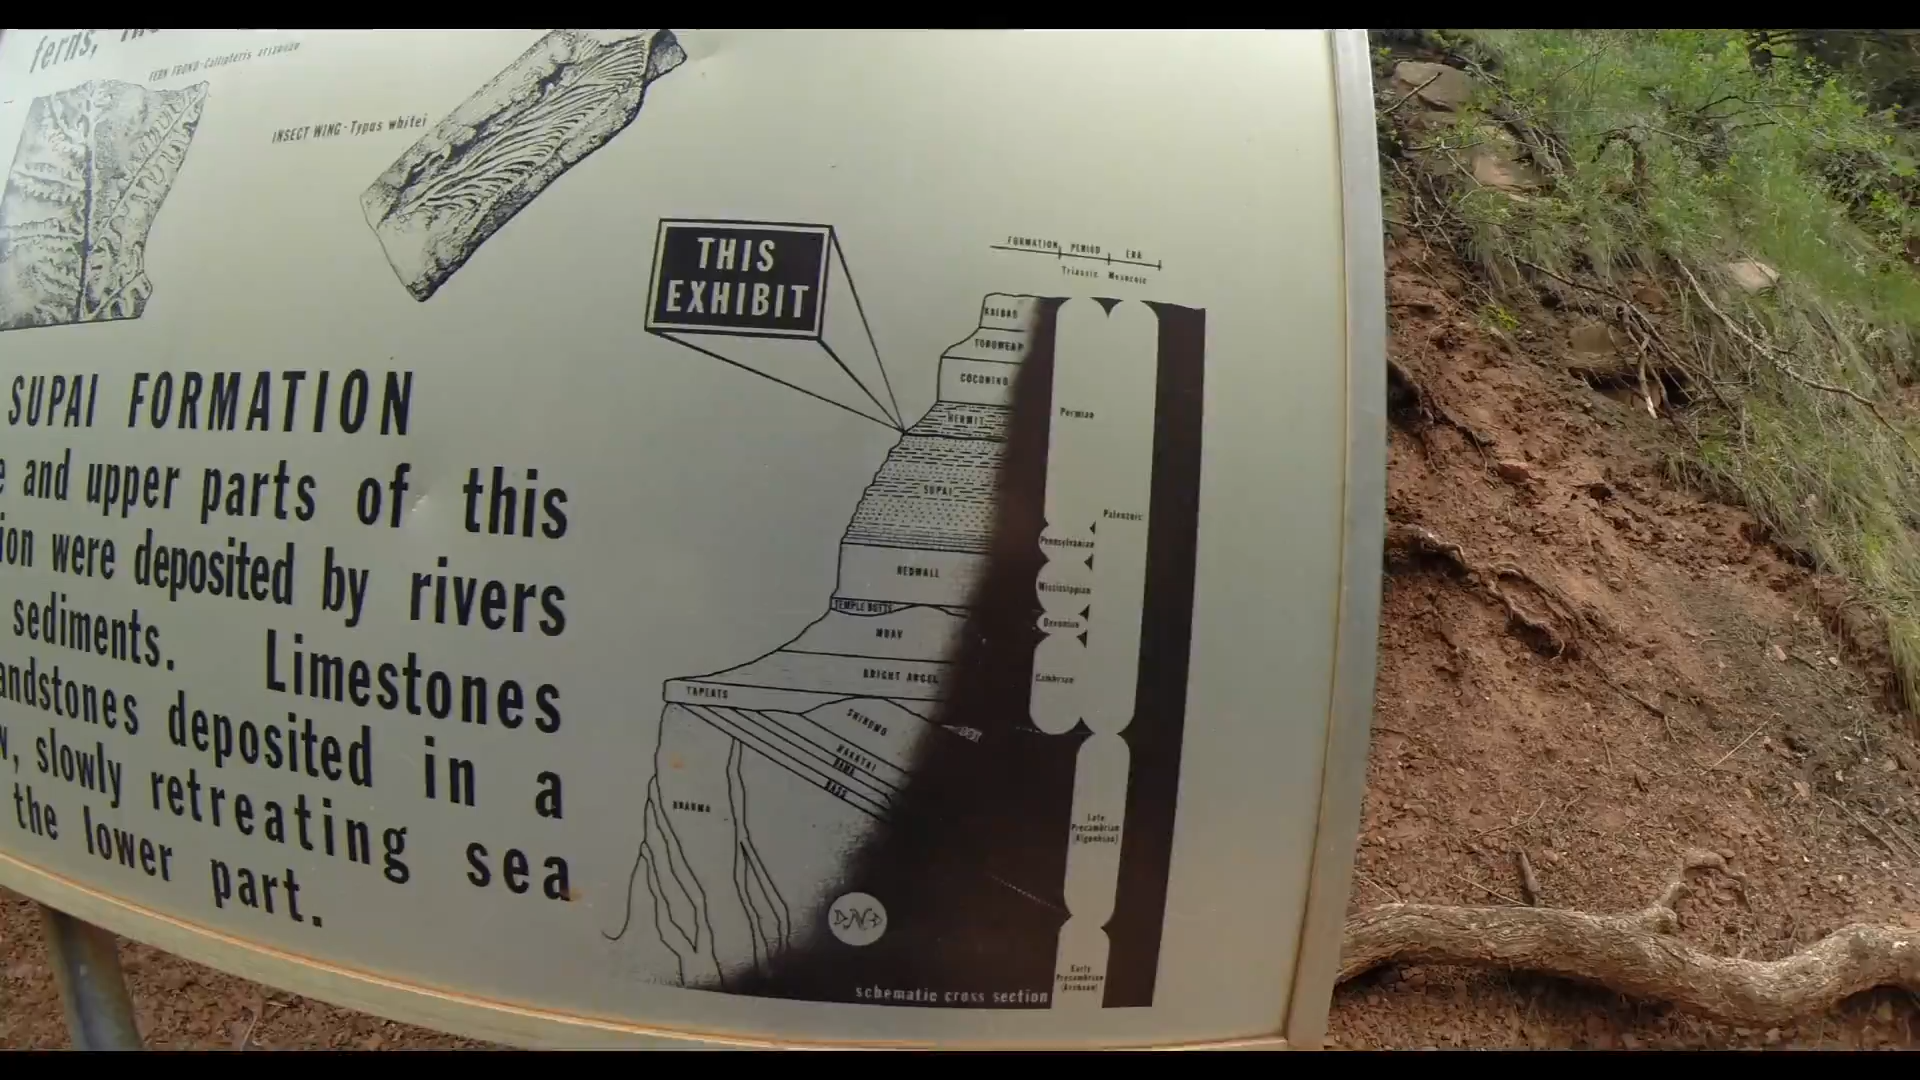 ferns,
FERN FROND-Callipteris arizonae
INSECT WING-Typus whitei
THIS
EXHIBIT
FORMATION PERIOD ERA
Triassic Mesozoic
KAIBAB
TOROWEAP
COCONINO
HERMIT
SUPAI
REDWALL
TEMPLE BUTTE
MUAV
BRIGHT ANGEL
TAPEATS
SHINUMO
HAKATAI
BASS
BRAHMA
Permian
Paleozoic
Pennsylvanian
Mississippian
Devonian
Cambrian
Late
Precambrian
(Algonkian)
Early
Precambrian
(Archean)
schematic cross section
SUPAI FORMATION
and upper parts of this
were deposited by rivers
sediments. Limestones
deposited in a
slowly retreating sea
the lower part.